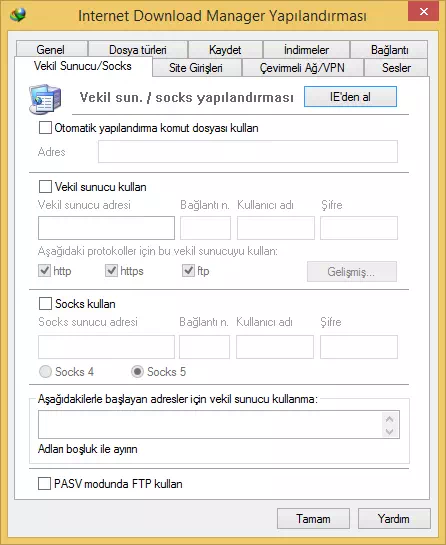 Internet Download Manager Yapılandırması
Genel Dosya türleri Kaydet İndirmeler Bağlantı
Vekil Sunucu/Socks Site Girişleri Çevirmeli Ağ/VPN Sesler
Vekil sun. / socks yapılandırması IE'den al
Otomatik yapılandırma komut dosyası kullan
Adres
Vekil sunucu kullan
Vekil sunucu adresi Bağlantı n. Kullanıcı adı Şifre
Aşağıdaki protokoller için bu vekil sunucuyu kullan:
http https ftp Gelişmiş...
Socks kullan
Socks sunucu adresi Bağlantı n. Kullanıcı adı Şifre
Socks 4 Socks 5
Aşağıdakilerle başlayan adresler için vekil sunucu kullanma:
Adları boşluk ile ayırın
PASV modunda FTP kullan
Tamam Yardım